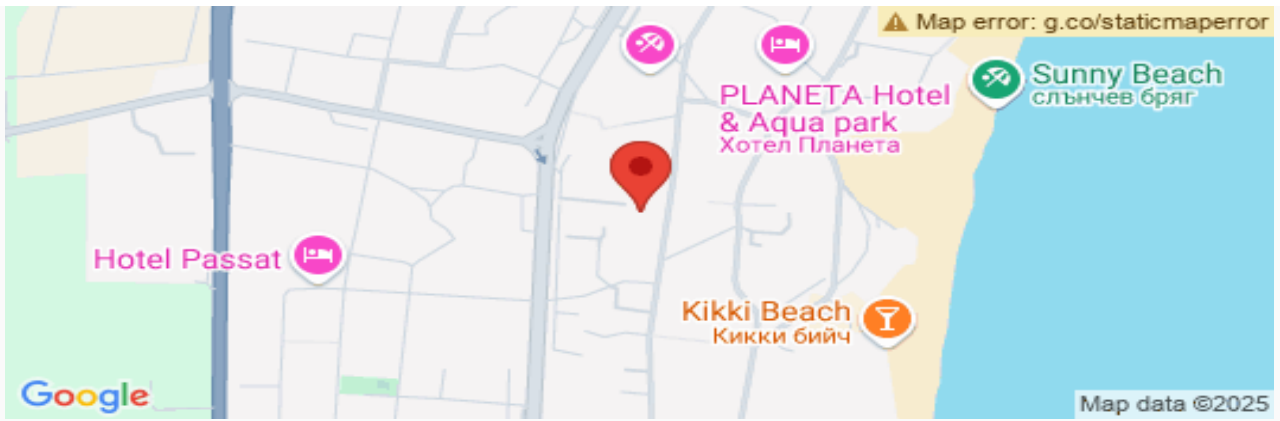 Map error: g.co/staticmaperror
Sunny Beach
слънчев бряг
PLANETA Hotel
& Aqua park
Хотел Планета
Hotel Passat
Kikki Beach
Кикки бийч
Google
Map data ©2025